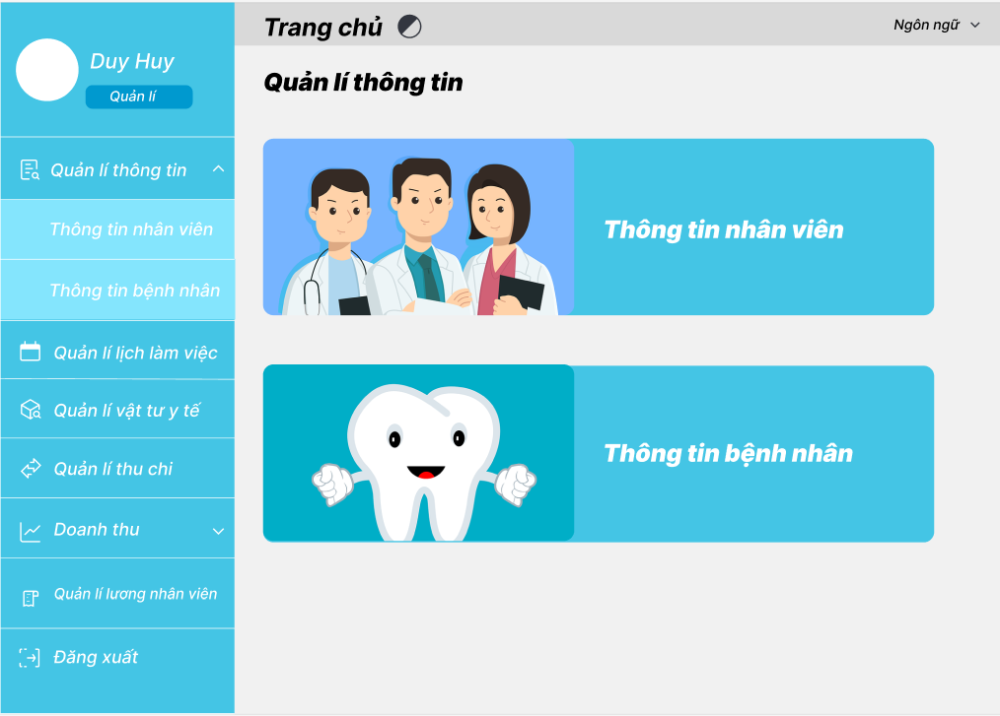 Duy Huy
Quản lí
Quản lí thông tin
Thông tin nhân viên
Thông tin bệnh nhân
Quản lí lịch làm việc
Quản lí vật tư y tế
Quản lí thu chi
Doanh thu
Quản lí lương nhân viên
Đăng xuất
Trang chủ
Ngôn ngữ
Quản lí thông tin
Thông tin nhân viên
Thông tin bệnh nhân